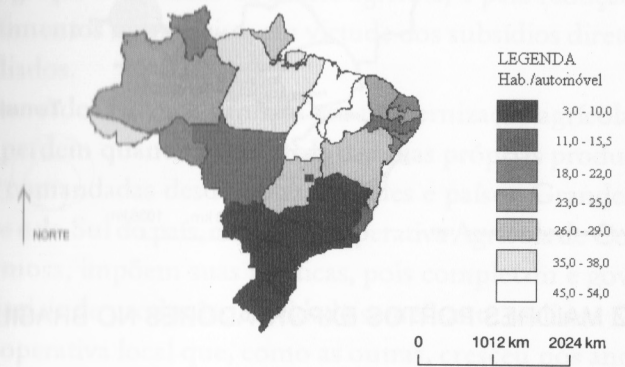 LEGENDA
Hab./automóvel
3,0 - 10,0
11,0 - 15,5
18,0 - 22,0
23,0 - 25,0
26,0 - 29,0
35,0 - 38,0
45,0 - 54,0
NORTE
0 1012 km 2024 km